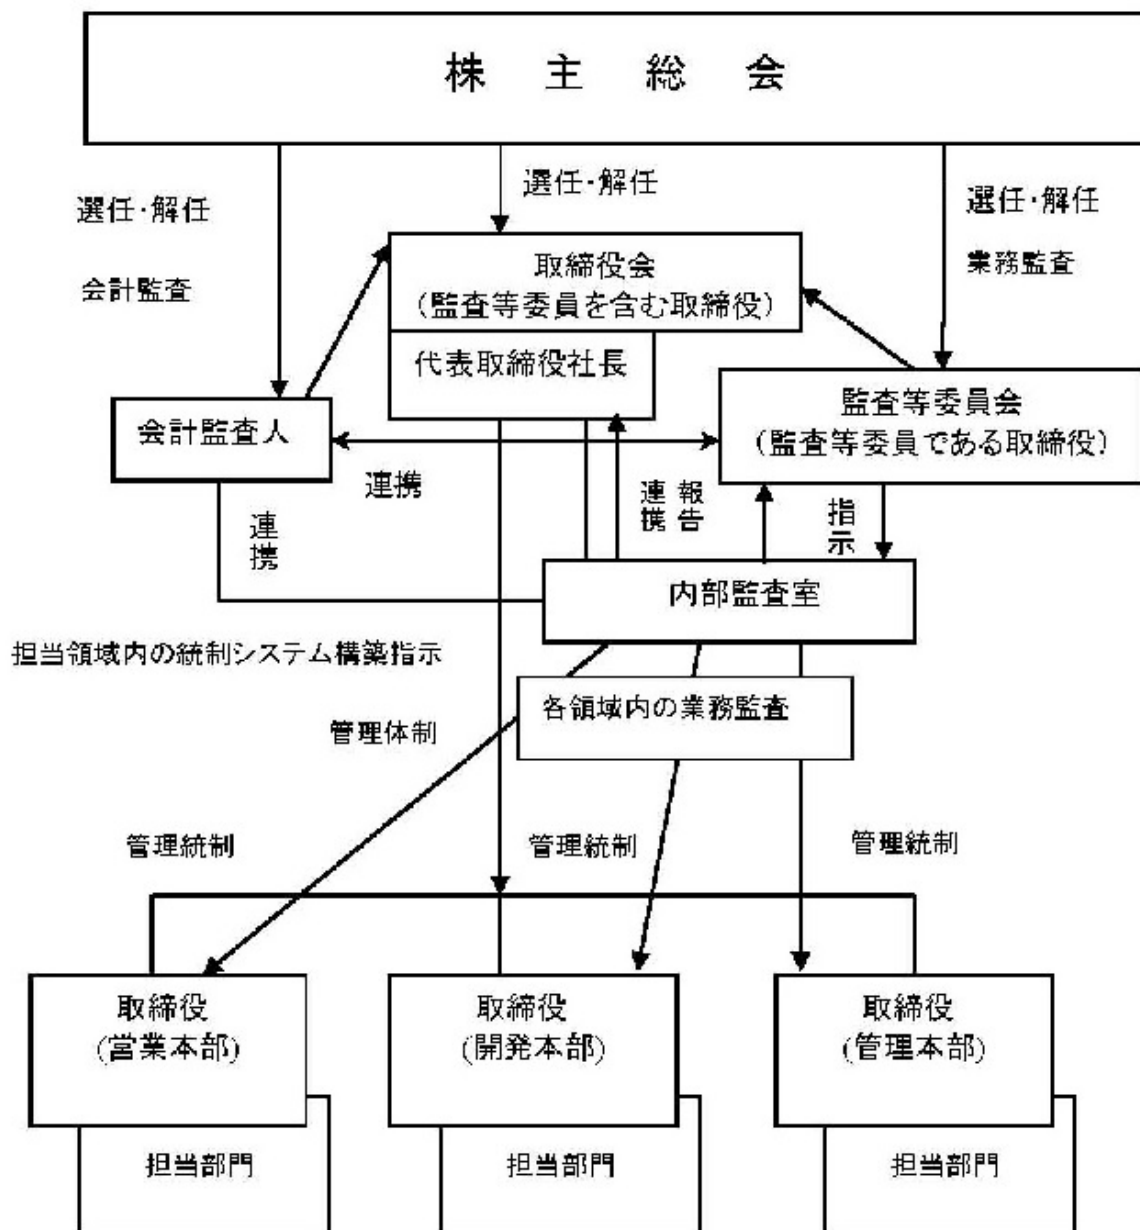 株主総会
選任・解任
選任・解任
選任・解任
会計監査
業務監査
取締役会
（監査等委員を含む取締役）
代表取締役社長
会計監査人
監査等委員会
（監査等委員である取締役）
連携
連携
連携
報告
指示
内部監査室
担当領域内の統制システム構築指示
各領域内の業務監査
管理体制
管理統制
管理統制
管理統制
取締役
(営業本部)
取締役
(開発本部)
取締役
(管理本部)
担当部門
担当部門
担当部門